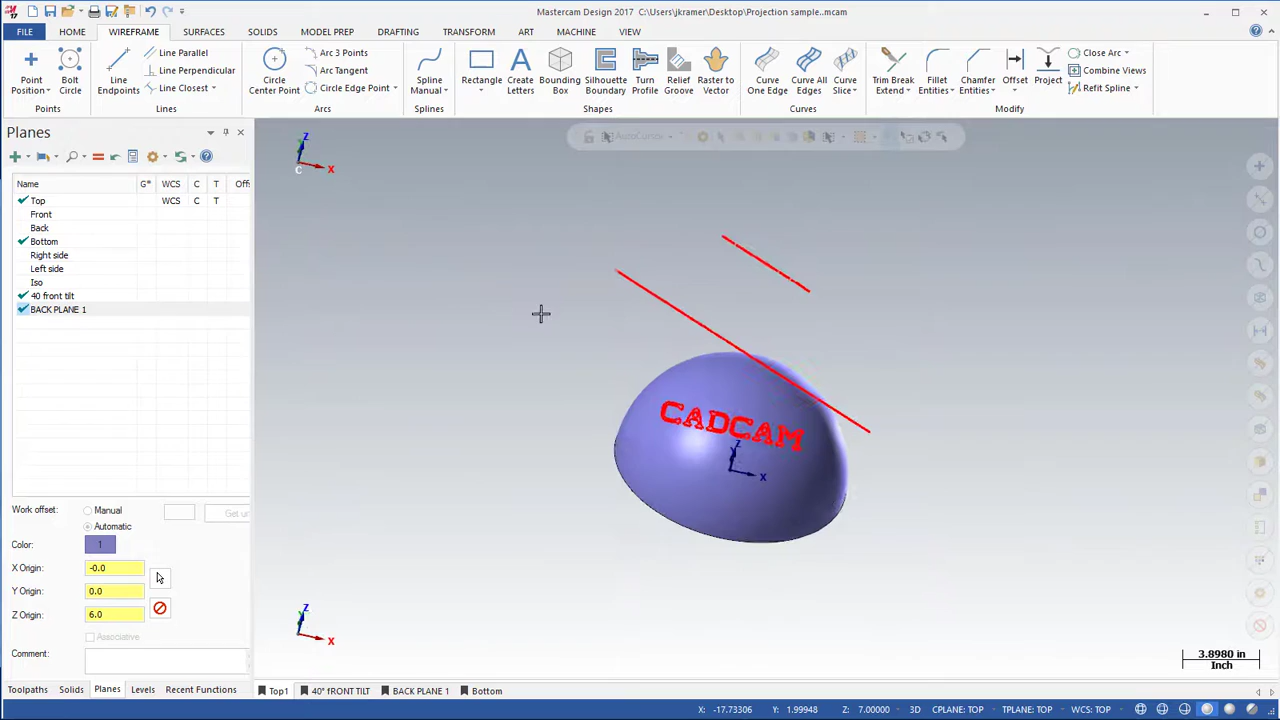 Mastercam Design 2017 C:\Users\jkramer\Desktop\Projection sample..mcam
FILE HOME WIREFRAME SURFACES SOLIDS MODEL PREP DRAFTING TRANSFORM ART MACHINE VIEW
Point Position
Bolt Circle
Points
Line Endpoints
Line Parallel
Line Perpendicular
Line Closest
Lines
Circle Center Point
Arc 3 Points
Arc Tangent
Circle Edge Point
Arcs
Spline Manual
Splines
Rectangle
Create Letters
Bounding Box
Silhouette Boundary
Turn Profile
Relief Groove
Raster to Vector
Shapes
Curve One Edge
Curve All Edges
Curve Slice
Curves
Trim Break Extend
Fillet Entities
Chamfer Entities
Offset
Project
Close Arc
Combine Views
Refit Spline
Modify
Planes
AutoCursor
Name G* WCS C T Offs
Top WCS C T
Front
Back
Bottom
Right side
Left side
Iso
40 front tilt
BACK PLANE 1
Z
X
C
CADCAM
Z
Y
X
Work offset: Manual
Automatic
Color: 1
X Origin: -0.0
Y Origin: 0.0
Z Origin: 6.0
Associative
Comment:
Z
X
3.8980 in
Inch
Toolpaths Solids Planes Levels Recent Functions
Top1 40° fRONT TILT BACK PLANE 1 Bottom
X: -17.73306 Y: 1.99948 Z: 7.00000 3D CPLANE: TOP TPLANE: TOP WCS: TOP